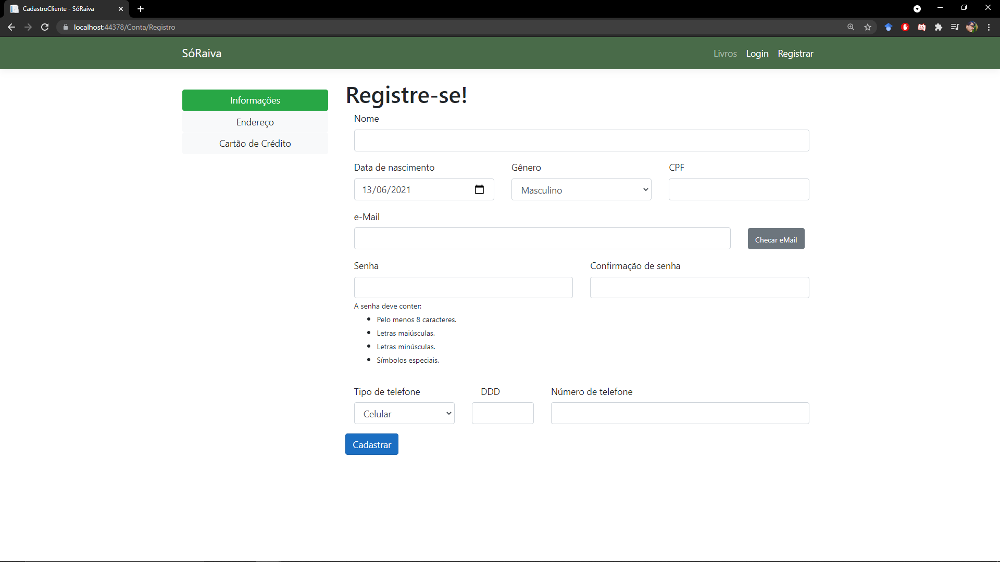 CadastroCliente - SóRaiva
localhost:44378/Conta/Registro
SóRaiva
Livros Login Registrar
Informações
Endereço
Cartão de Crédito
Registre-se!
Nome
Data de nascimento Gênero CPF
13/06/2021 Masculino
e-Mail
Checar eMail
Senha Confirmação de senha
A senha deve conter:
Pelo menos 8 caracteres.
Letras maiúsculas.
Letras minúsculas.
Símbolos especiais.
Tipo de telefone DDD Número de telefone
Celular
Cadastrar